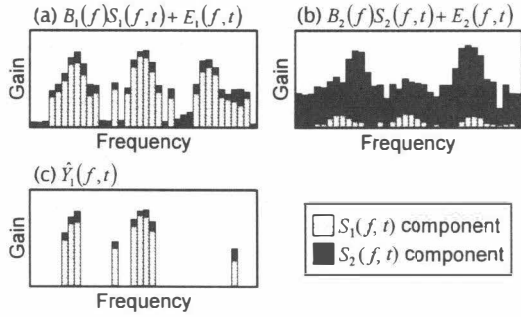 (a) B₁(f)S₁(f,t)+E₁(f,t)
Gain
Frequency
(b) B₂(f)S₂(f,t)+E₂(f,t)
Gain
Frequency
(c) Ŷ₁(f,t)
Gain
Frequency
S₁(f,t) component
S₂(f,t) component